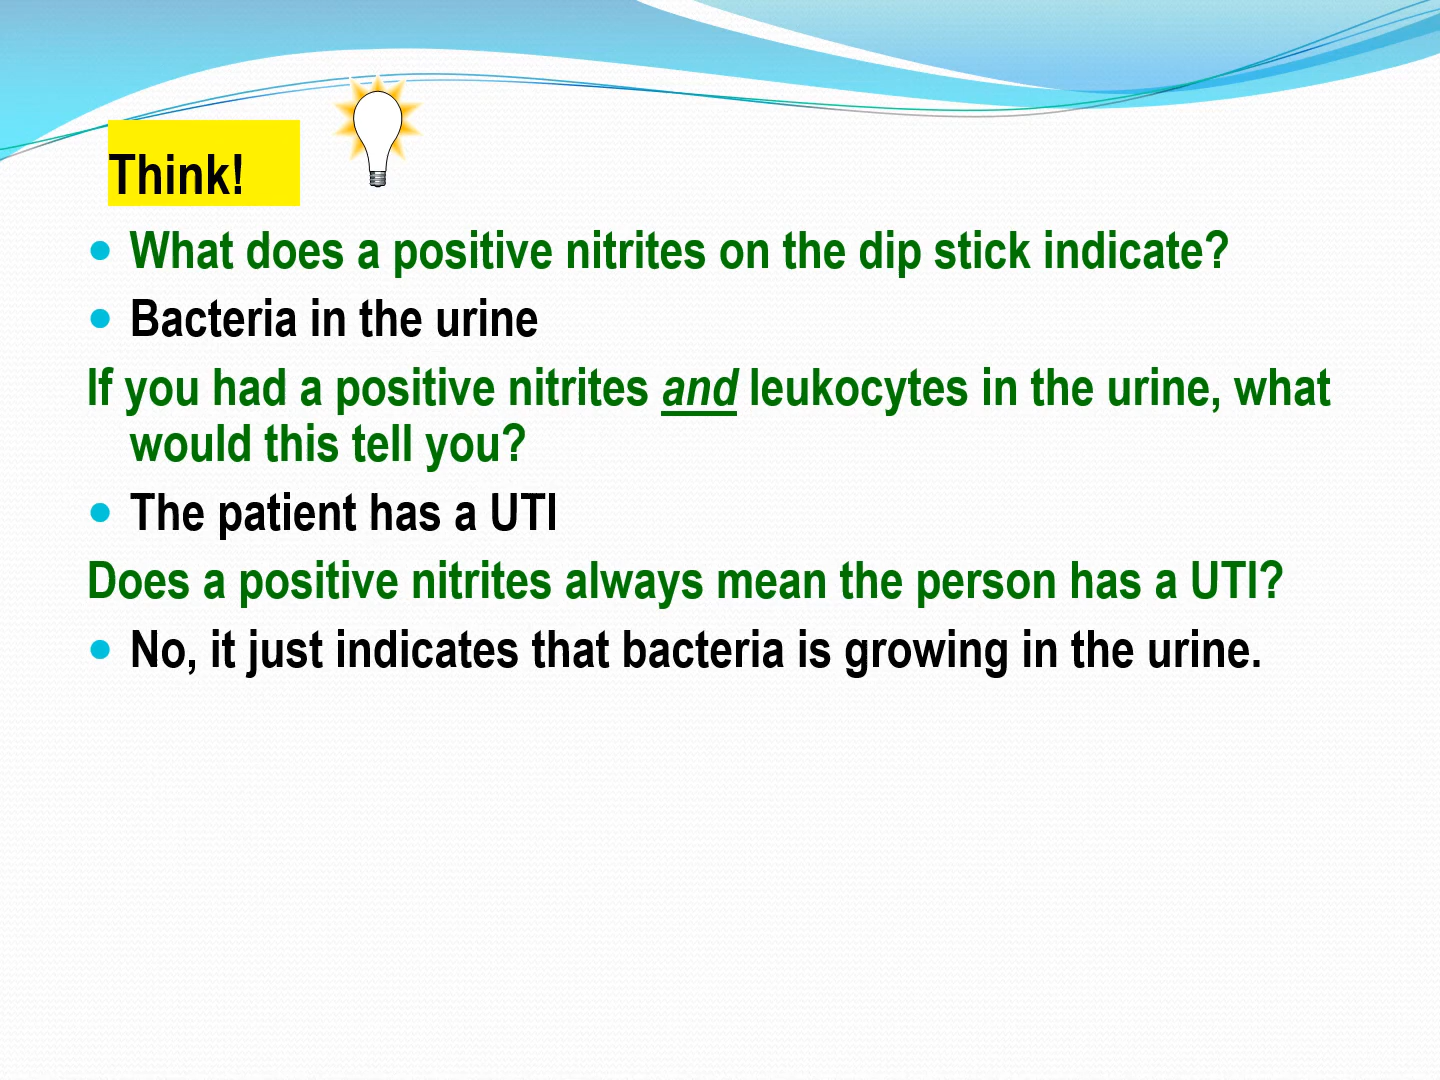 Think!
What does a positive nitrites on the dip stick indicate?
Bacteria in the urine
If you had a positive nitrites and leukocytes in the urine, what
would this tell you?
The patient has a UTI
Does a positive nitrites always mean the person has a UTI?
No, it just indicates that bacteria is growing in the urine.